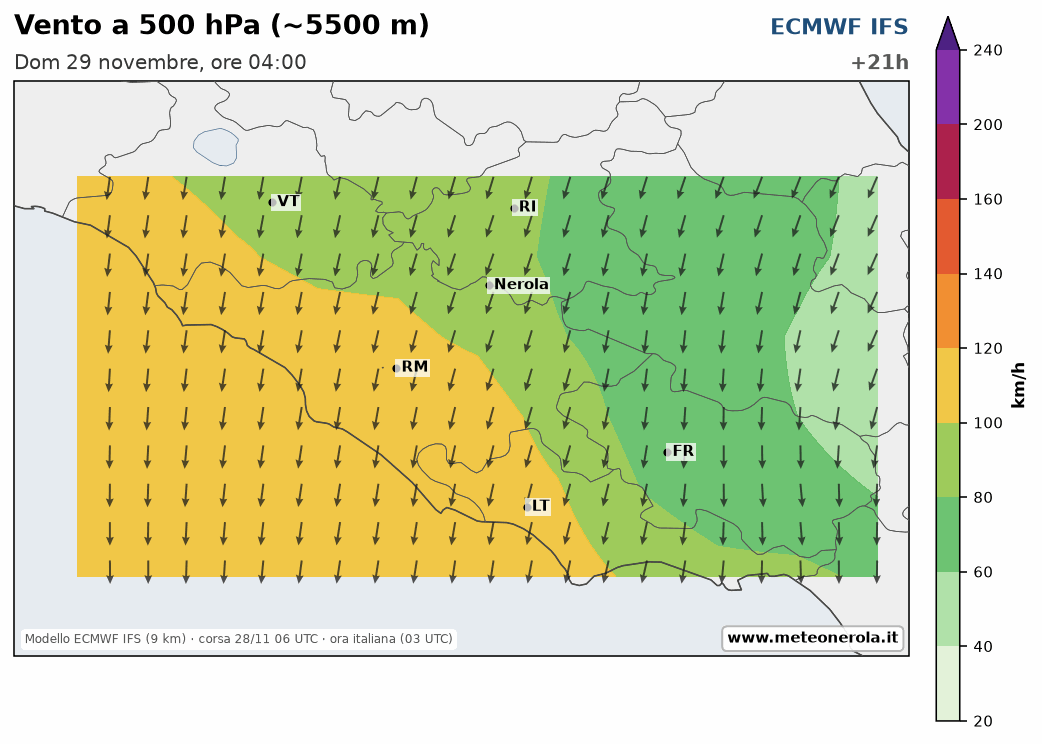 Vento a 500 hPa (~5500 m)
ECMWF IFS
Dom 29 novembre, ore 04:00
+21h
VT
RI
Nerola
RM
FR
LT
240
200
160
140
120
100
80
60
40
20
km/h
Modello ECMWF IFS (9 km) · corsa 28/11 06 UTC · ora italiana (03 UTC)
www.meteonerola.it